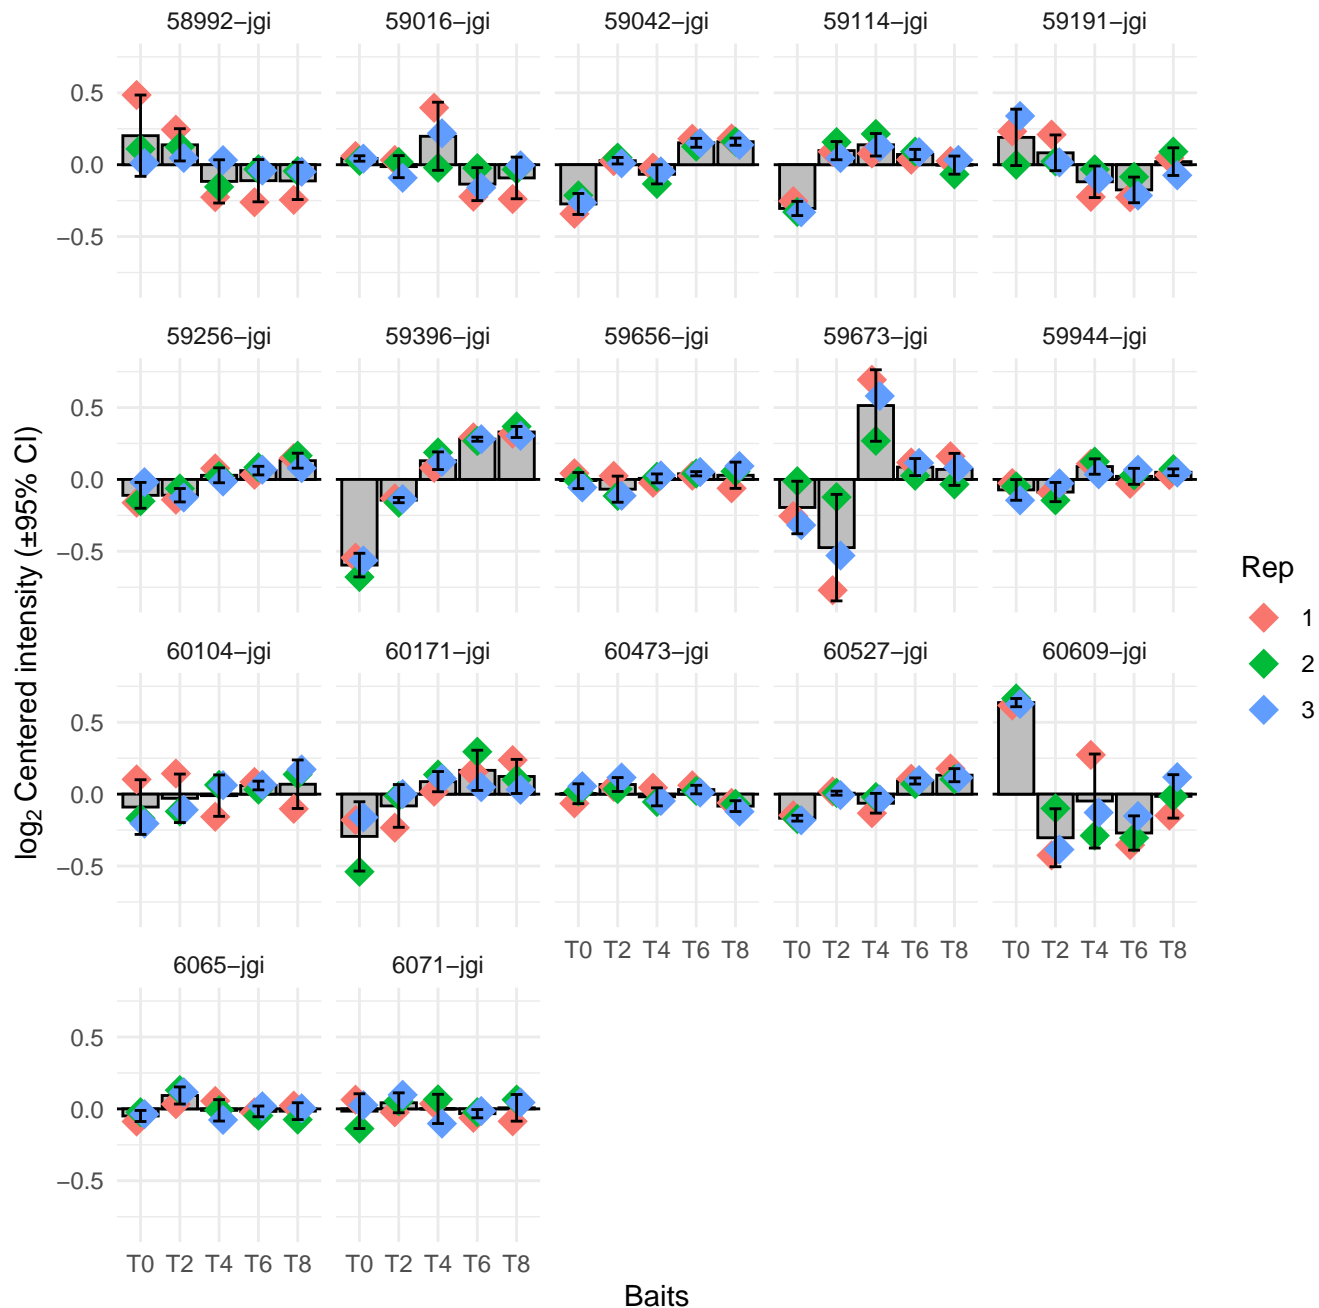 58992−jgi 59016−jgi 59042−jgi 59114−jgi 59191−jgi
0.5
0.0
−0.5
59256−jgi 59396−jgi 59656−jgi 59673−jgi 59944−jgi
0.5
0.0
−0.5
60104−jgi 60171−jgi 60473−jgi 60527−jgi 60609−jgi
0.5
0.0
−0.5
T0 T2 T4 T6 T8 T0 T2 T4 T6 T8 T0 T2 T4 T6 T8
6065−jgi 6071−jgi
0.5
0.0
−0.5
T0 T2 T4 T6 T8 T0 T2 T4 T6 T8
Baits
log₂ Centered intensity (±95% CI)
Rep
1
2
3